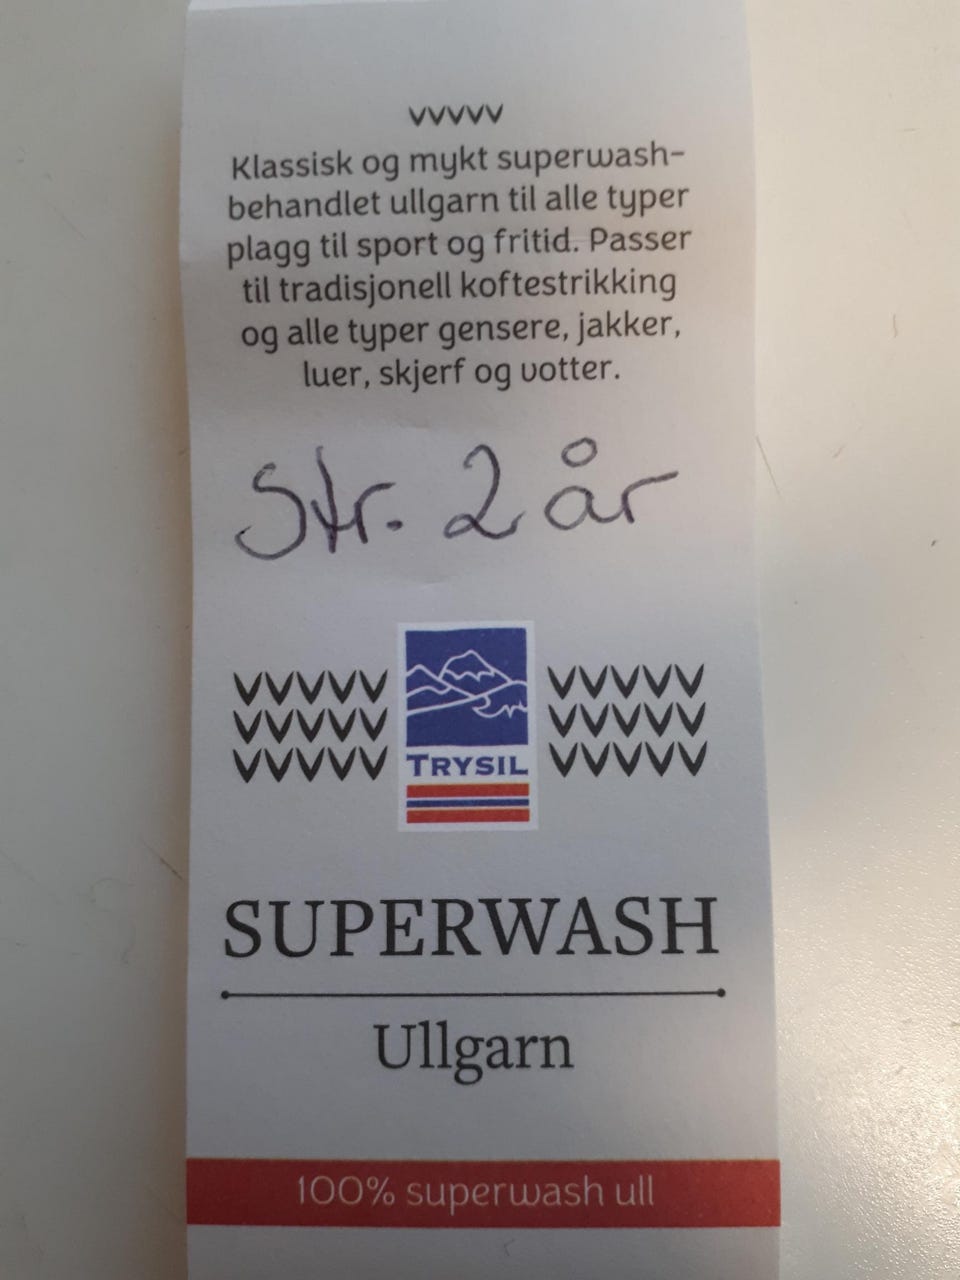 Klassisk og mykt superwash-
behandlet ullgarn til alle typer
plagg til sport og fritid. Passer
til tradisjonell koftestrikking
og alle typer gensere, jakker,
luer, skjerf og votter.
Str. 2 år
TRYSIL
SUPERWASH
Ullgarn
100% superwash ull